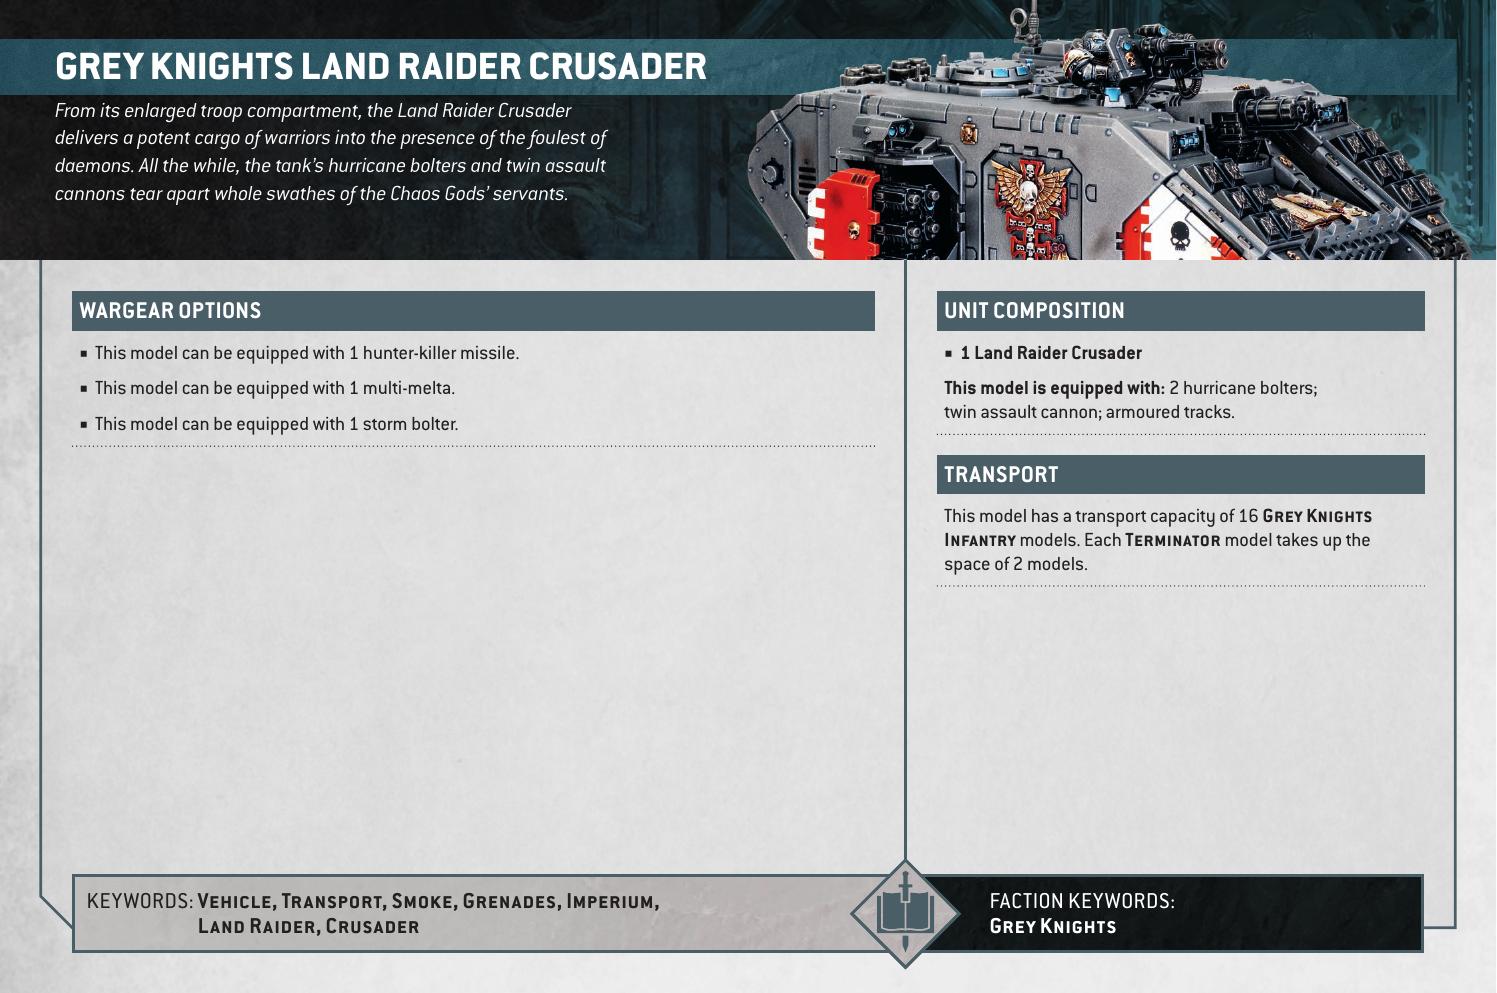 GREY KNIGHTS LAND RAIDER CRUSADER
From its enlarged troop compartment, the Land Raider Crusader
delivers a potent cargo of warriors into the presence of the foulest of
daemons. All the while, the tank's hurricane bolters and twin assault
cannons tear apart whole swathes of the Chaos Gods' servants.
WARGEAR OPTIONS
▪ This model can be equipped with 1 hunter-killer missile.
▪ This model can be equipped with 1 multi-melta.
▪ This model can be equipped with 1 storm bolter.
UNIT COMPOSITION
▪ 1 Land Raider Crusader
This model is equipped with: 2 hurricane bolters;
twin assault cannon; armoured tracks.
TRANSPORT
This model has a transport capacity of 16 GREY KNIGHTS
INFANTRY models. Each TERMINATOR model takes up the
space of 2 models.
KEYWORDS: VEHICLE, TRANSPORT, SMOKE, GRENADES, IMPERIUM,
LAND RAIDER, CRUSADER
FACTION KEYWORDS:
GREY KNIGHTS